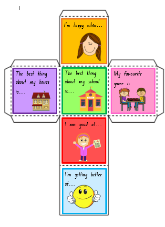 I'm happy when...
The best thing
about my home
is...
The best thing
about my school
is...
My favourite
game is
I am good at...
I'm getting better
at...